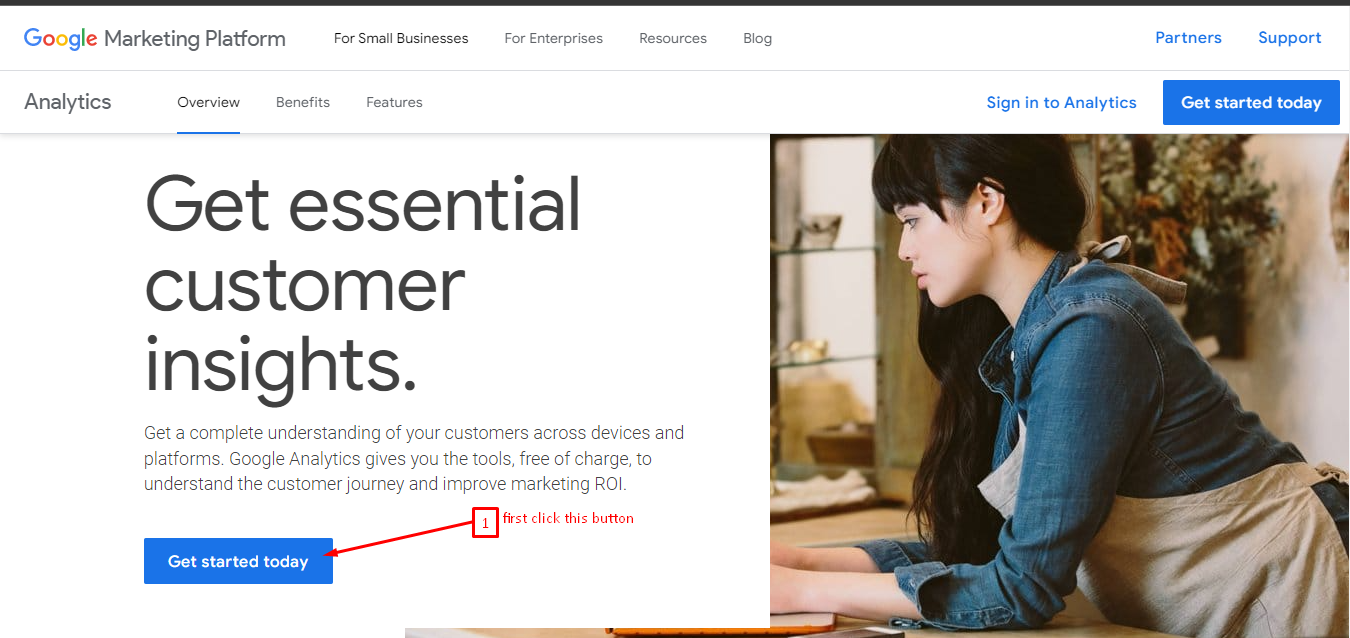 Google Marketing Platform For Small Businesses For Enterprises Resources Blog Partners Support
Analytics Overview Benefits Features Sign in to Analytics Get started today
Get essential
customer
insights.
Get a complete understanding of your customers across devices and
platforms. Google Analytics gives you the tools, free of charge, to
understand the customer journey and improve marketing ROI.
1 first click this button
Get started today